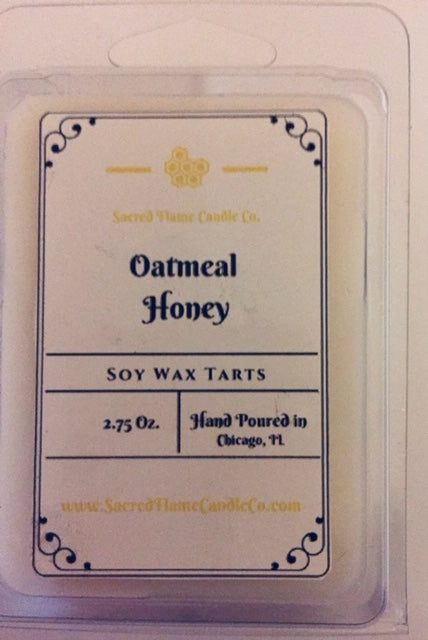 Sacred Flame Candle Co.
Oatmeal
Honey
Soy Wax Tarts
2.75 Oz.
Hand Poured in
Chicago, IL
www.SacredFlameCandleCo.com